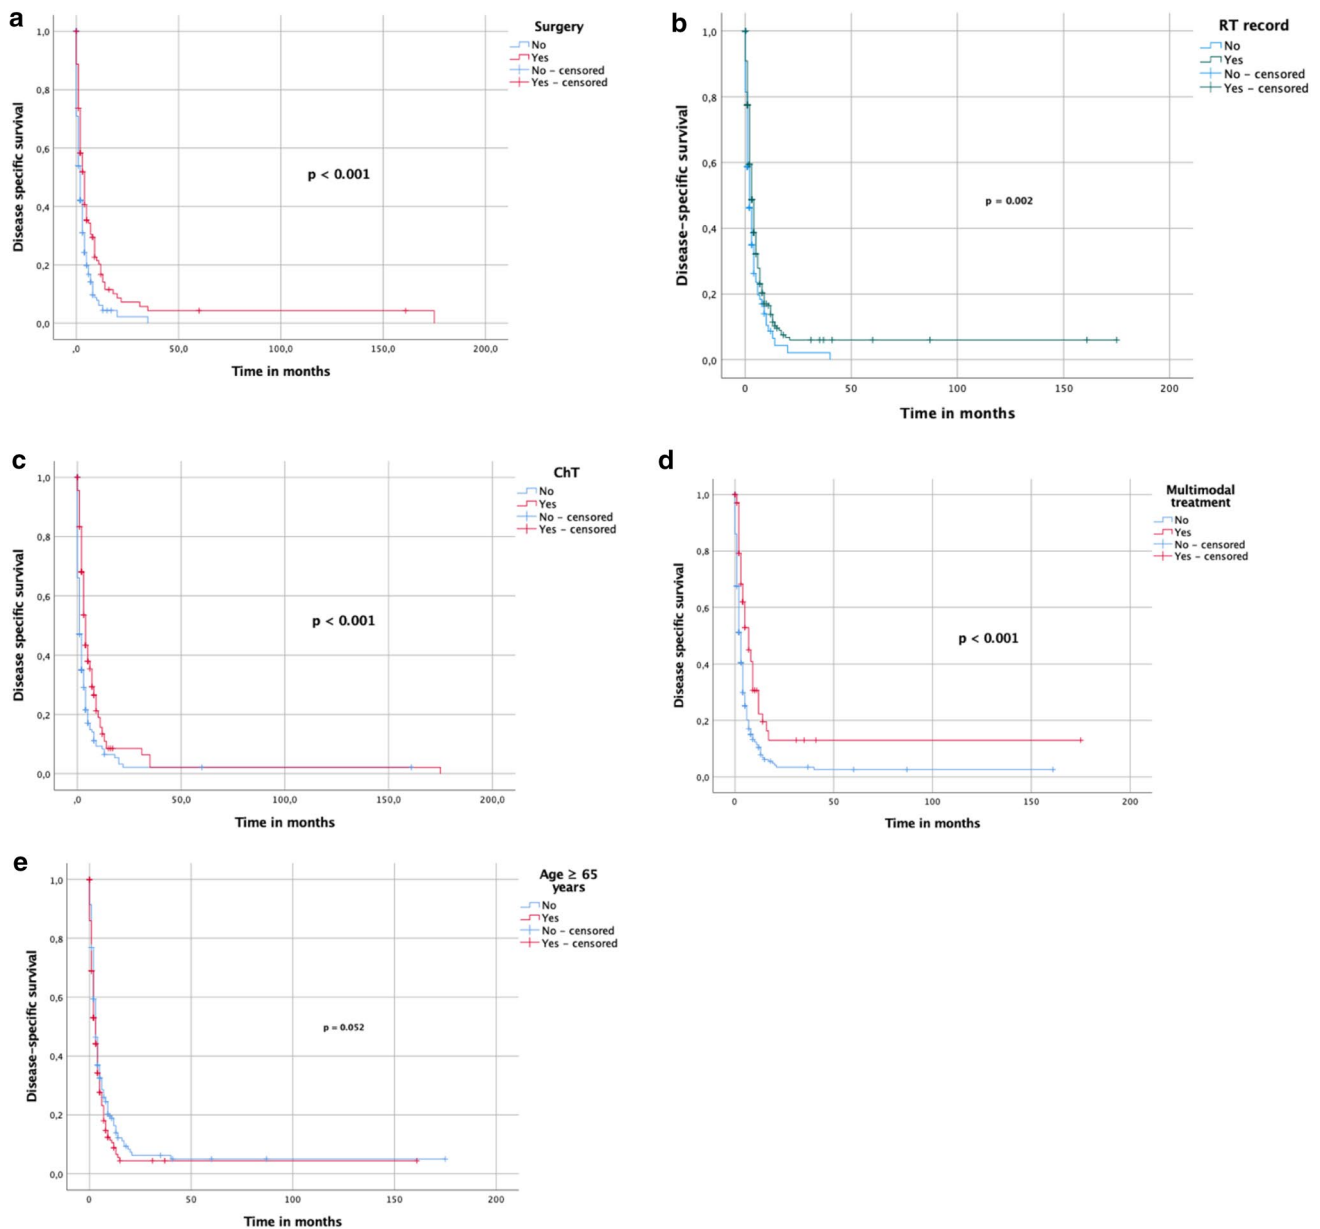 a
Surgery
No
Yes
No – censored
Yes – censored
Disease specific survival
1,0
0,8
0,6
0,4
0,2
0,0
p < 0.001
,0 50,0 100,0 150,0 200,0
Time in months
b
RT record
No
Yes
No – censored
Yes – censored
Disease–specific survival
1,0
0,8
0,6
0,4
0,2
0,0
p = 0.002
0 50 100 150 200
Time in months
c
ChT
No
Yes
No – censored
Yes – censored
Disease specific survival
1,0
0,8
0,6
0,4
0,2
0,0
p < 0.001
,0 50,0 100,0 150,0 200,0
Time in months
d
Multimodal
treatment
No
Yes
No – censored
Yes – censored
Disease specific survival
1,0
0,8
0,6
0,4
0,2
0,0
p < 0.001
0 50 100 150 200
Time in months
e
Age ≥ 65
years
No
Yes
No – censored
Yes – censored
Disease–specific survival
1,0
0,8
0,6
0,4
0,2
0,0
p = 0.052
0 50 100 150 200
Time in months